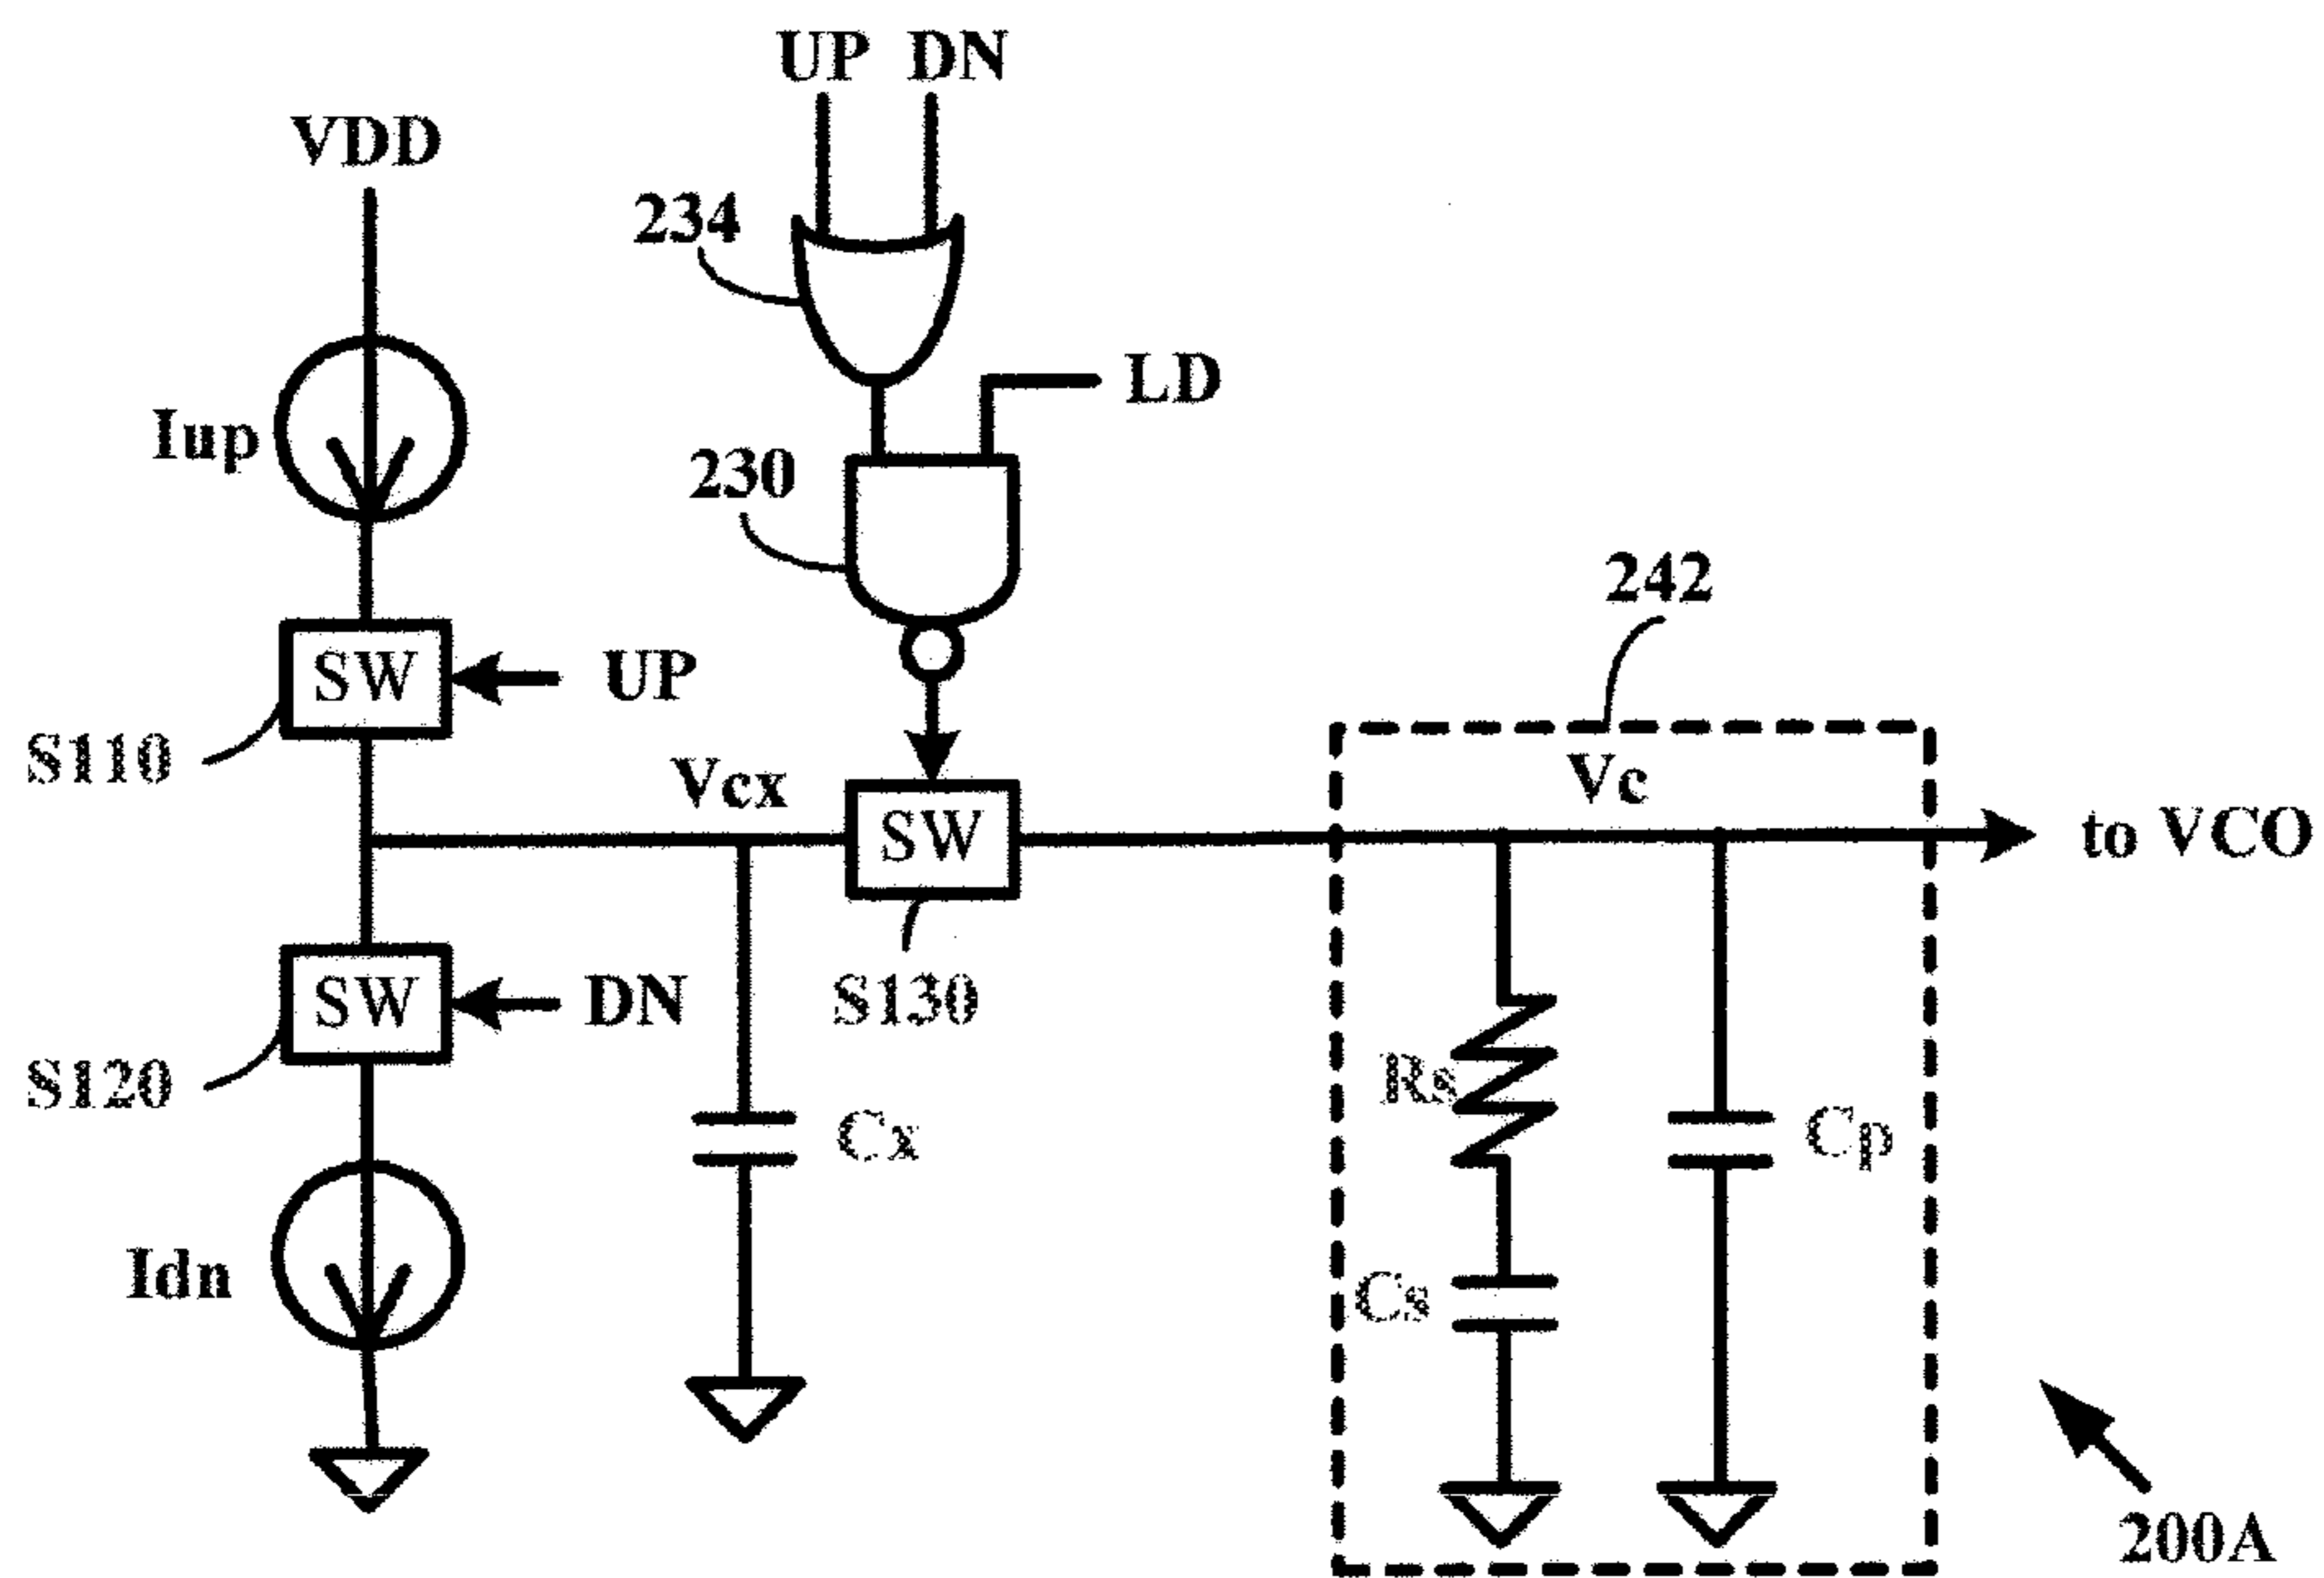 UP DN
VDD
234
LD
Iup
230
242
SW
UP
S110
Vcx
Vc
SW
to VCO
SW
DN
S130
S120
Rs
Cx
Cp
Idn
Cs
200A